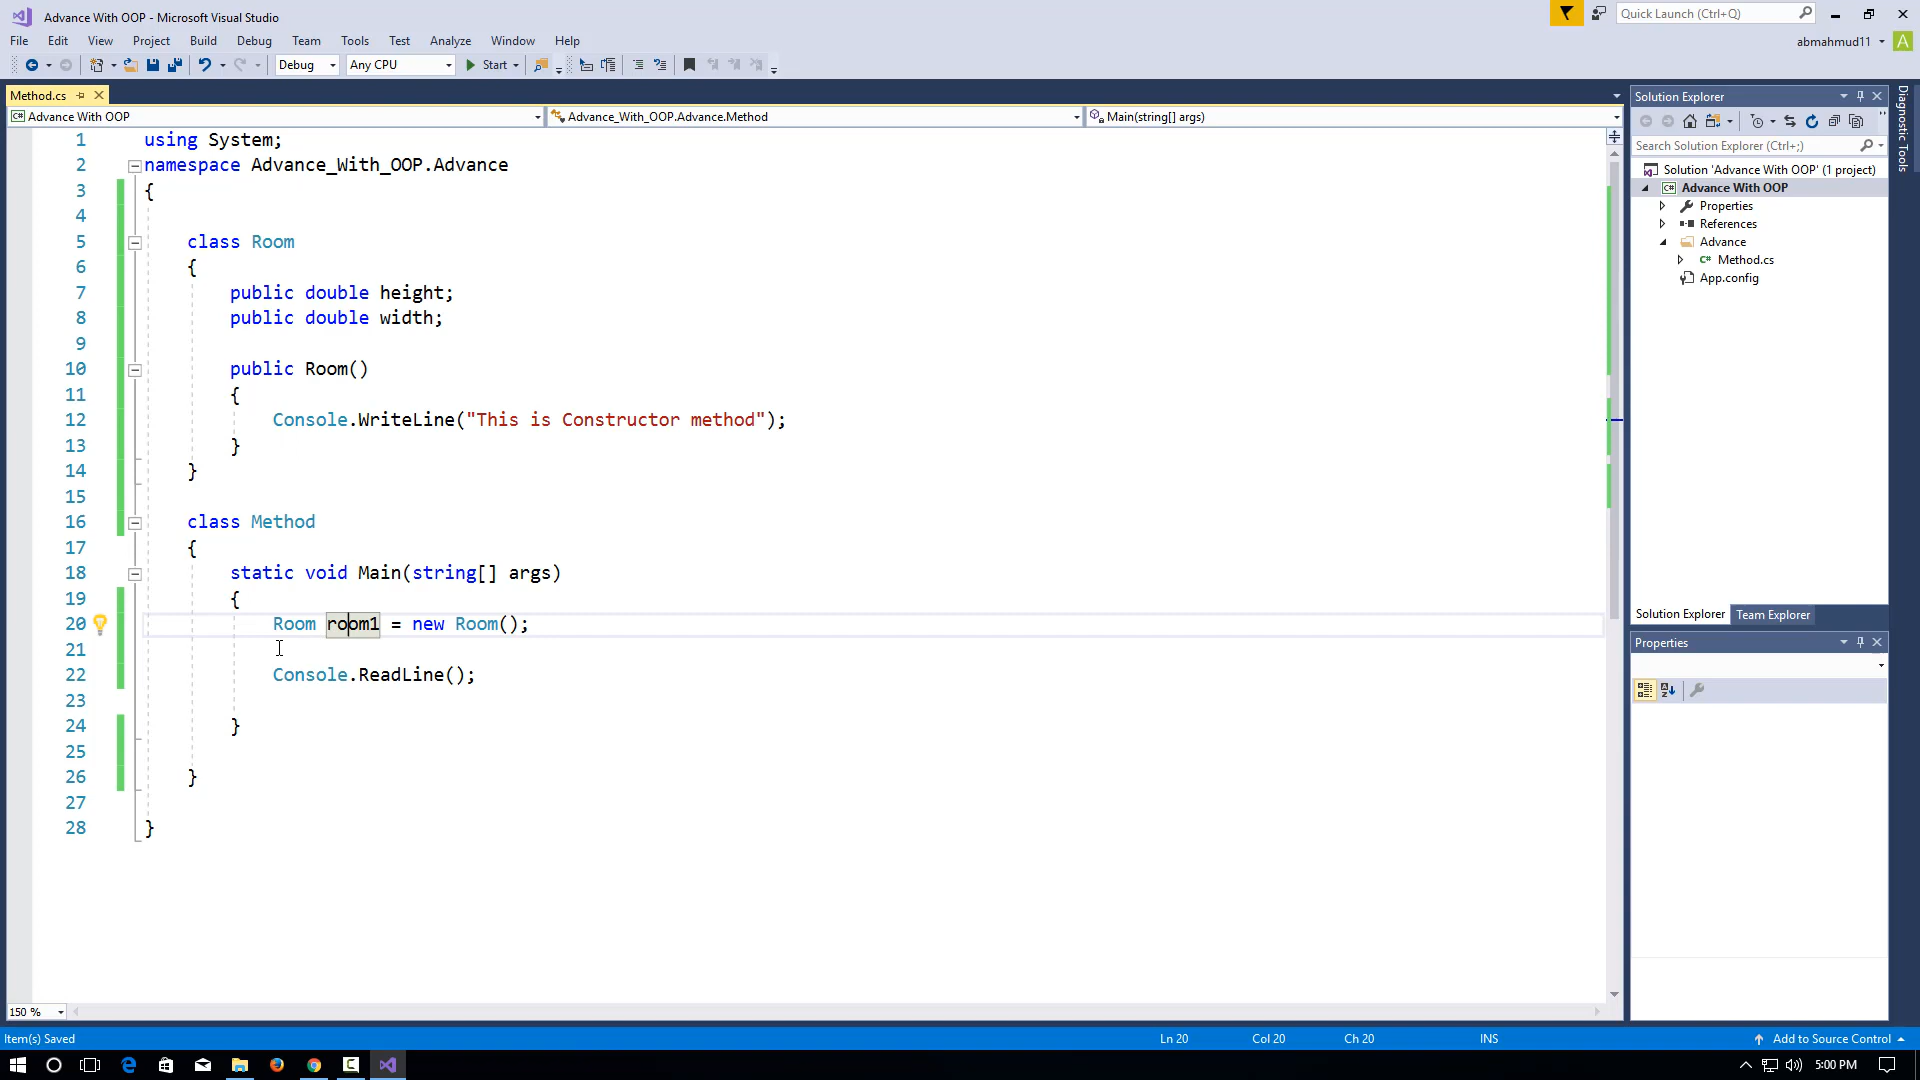 Advance With OOP - Microsoft Visual Studio
Quick Launch (Ctrl+Q)
File Edit View Project Build Debug Team Tools Test Analyze Window Help
abmahmud11 A
Debug Any CPU Start
Method.cs
Advance With OOP Advance_With_OOP.Advance.Method Main(string[] args)
1 using System;
2 namespace Advance_With_OOP.Advance
3 {
4
5 class Room
6 {
7 public double height;
8 public double width;
9
10 public Room()
11 {
12 Console.WriteLine("This is Constructor method");
13 }
14 }
15
16 class Method
17 {
18 static void Main(string[] args)
19 {
20 Room room1 = new Room();
21
22 Console.ReadLine();
23
24 }
25
26 }
27
28 }
150 %
Solution Explorer
Search Solution Explorer (Ctrl+;)
Solution 'Advance With OOP' (1 project)
C# Advance With OOP
Properties
References
Advance
C# Method.cs
App.config
Solution Explorer Team Explorer
Properties
Diagnostic Tools
Item(s) Saved Ln 20 Col 20 Ch 20 INS Add to Source Control
5:00 PM